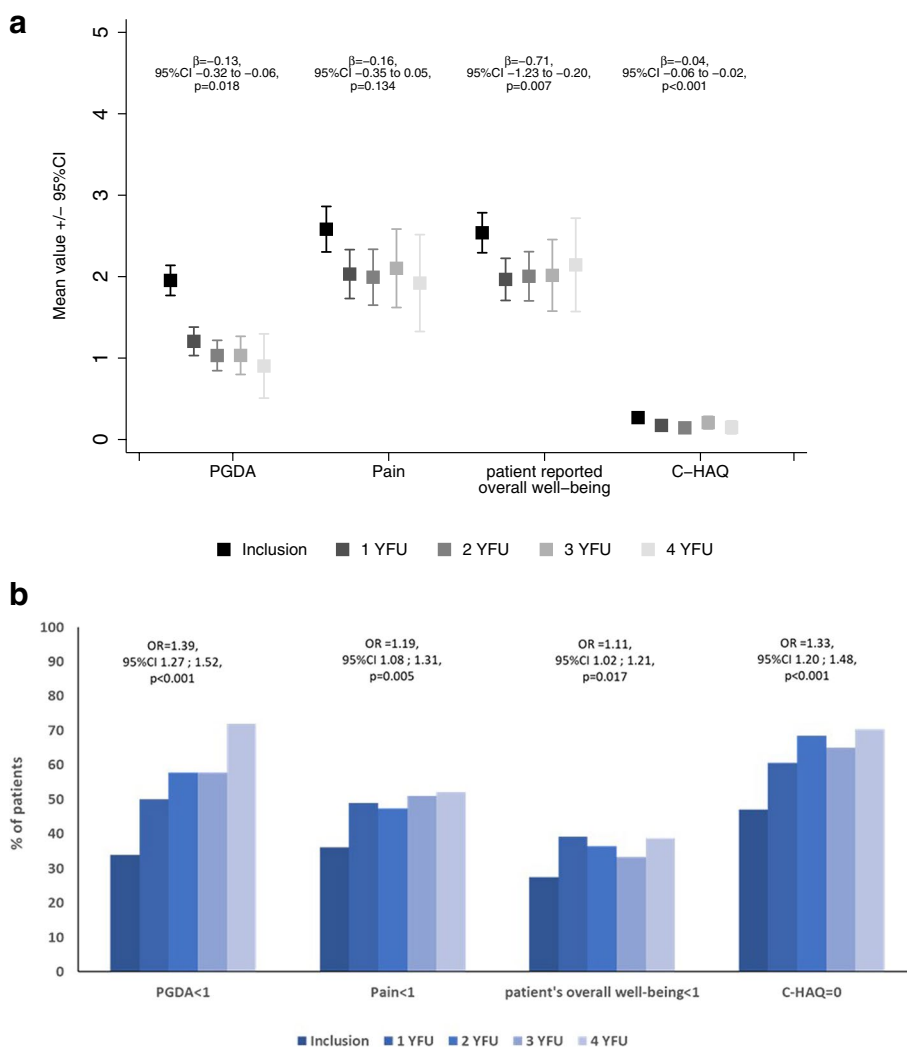 a
5
4
3
2
1
0
Mean value +/− 95%CI
β=−0.13,
95%CI −0.32 to −0.06,
p=0.018
β=−0.16,
95%CI −0.35 to 0.05,
p=0.134
β=−0.71,
95%CI −1.23 to −0.20,
p=0.007
β=−0.04,
95%CI −0.06 to −0.02,
p<0.001
PGDA
Pain
patient reported
overall well−being
C−HAQ
Inclusion
1 YFU
2 YFU
3 YFU
4 YFU
b
100
90
80
70
60
50
40
30
20
10
0
% of patients
OR=1.39,
95%CI 1.27 ; 1.52,
p<0.001
OR =1.19,
95%CI 1.08 ; 1.31,
p=0.005
OR =1.11,
95%CI 1.02 ; 1.21,
p=0.017
OR =1.33,
95%CI 1.20 ; 1.48,
p<0.001
PGDA<1
Pain<1
patient's overall well-being<1
C-HAQ=0
Inclusion
1 YFU
2 YFU
3 YFU
4 YFU